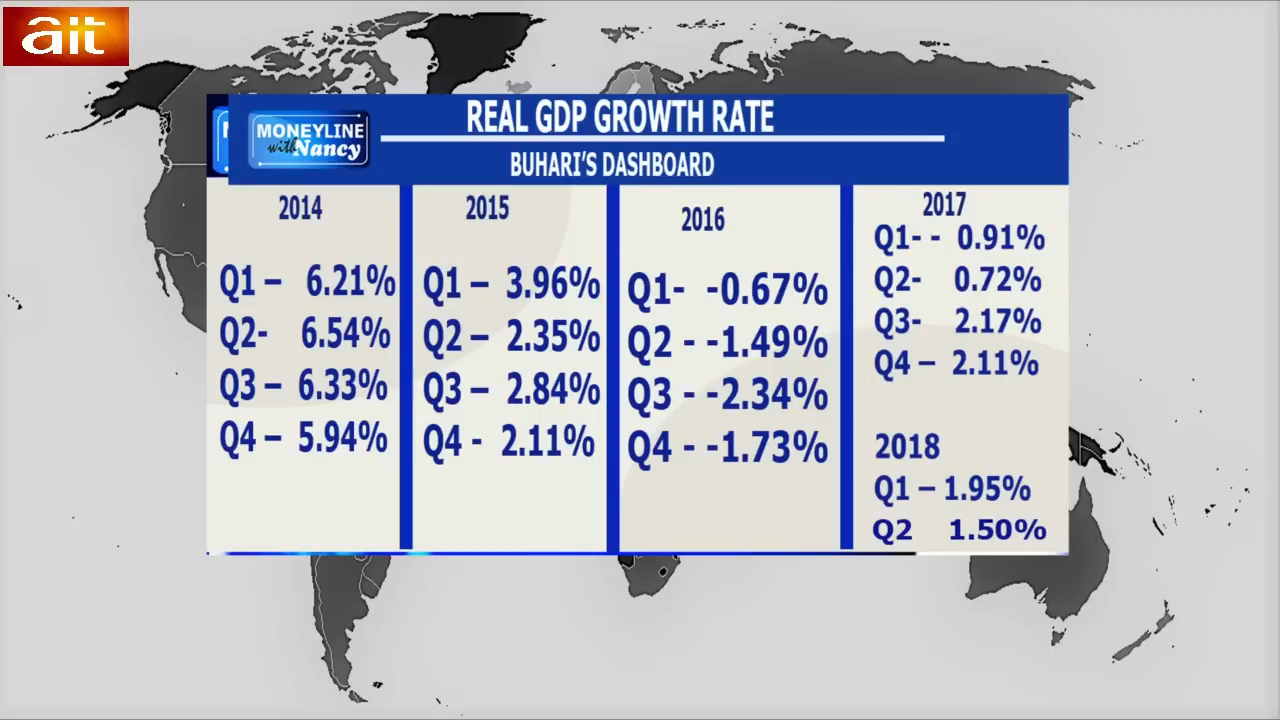 ait
REAL GDP GROWTH RATE
MONEYLINE
with Nancy
BUHARI'S DASHBOARD
2014
Q1 – 6.21%
Q2- 6.54%
Q3 – 6.33%
Q4 – 5.94%
2015
Q1 – 3.96%
Q2 – 2.35%
Q3 – 2.84%
Q4 - 2.11%
2016
Q1- -0.67%
Q2 - -1.49%
Q3 - -2.34%
Q4 - -1.73%
2017
Q1- - 0.91%
Q2- 0.72%
Q3- 2.17%
Q4 – 2.11%
2018
Q1 – 1.95%
Q2 1.50%